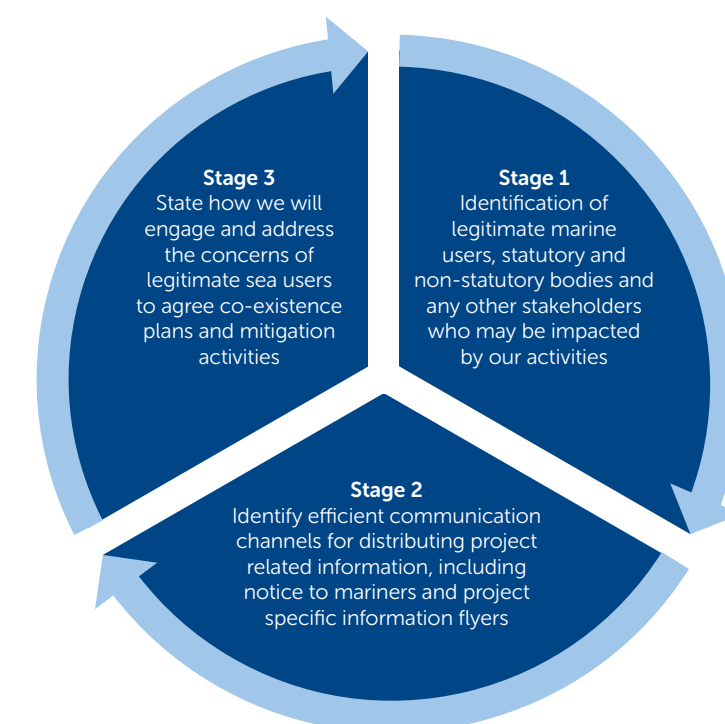 Stage 1
Identification of
legitimate marine
users, statutory and
non-statutory bodies and
any other stakeholders
who may be impacted
by our activities
Stage 2
Identify efficient communication
channels for distributing project
related information, including
notice to mariners and project
specific information flyers
Stage 3
State how we will
engage and address
the concerns of
legitimate sea users
to agree co-existence
plans and mitigation
activities